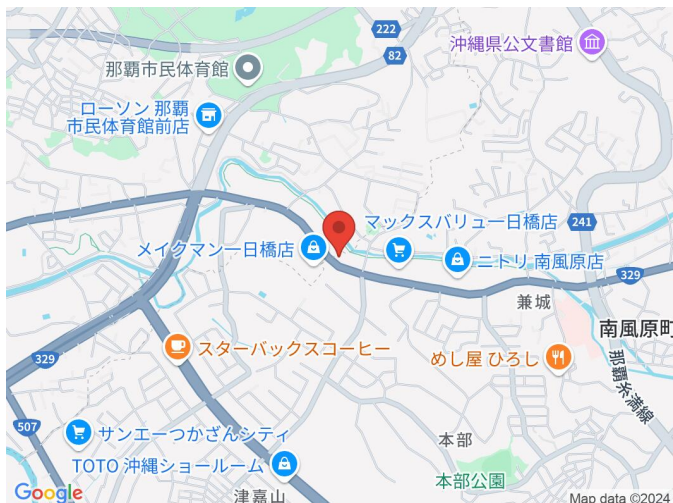 222
沖縄県公文書館
82
那覇市民体育館
ローソン 那覇
市民体育館前店
マックスバリュ一日橋店
241
メイクマン一日橋店
ニトリ 南風原店
329
兼城
南風原町
スターバックスコーヒー
めし屋 ひろし
329
那覇糸満線
507
サンエーつかざんシティ
本部
TOTO 沖縄ショールーム
本部公園
津嘉山
Google
Map data ©2024